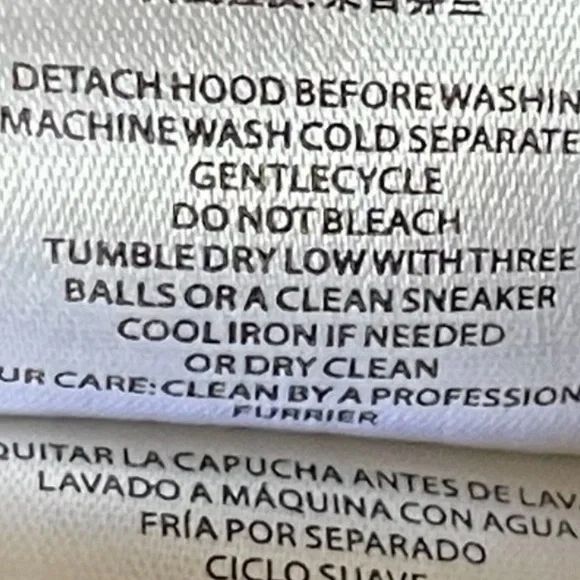 DETACH HOOD BEFORE WASHIN
MACHINE WASH COLD SEPARATE
GENTLE CYCLE
DO NOT BLEACH
TUMBLE DRY LOW WITH THREE
BALLS OR A CLEAN SNEAKER
COOL IRON IF NEEDED
OR DRY CLEAN
UR CARE: CLEAN BY A PROFESSION
FURRIER
QUITAR LA CAPUCHA ANTES DE LAV
LAVADO A MÁQUINA CON AGUA
FRÍA POR SEPARADO
CICLO SUAVE